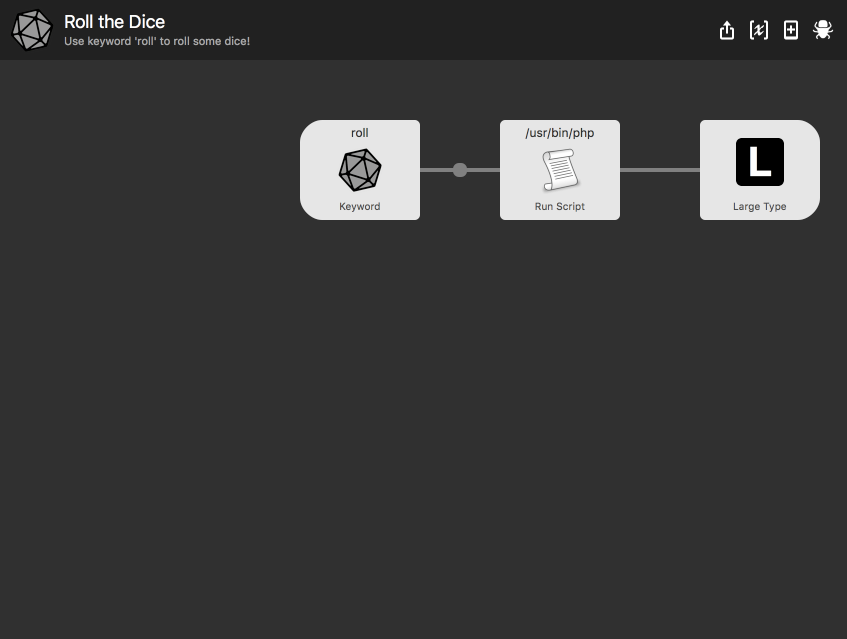 Roll the Dice
Use keyword 'roll' to roll some dice!
roll
Keyword
/usr/bin/php
Run Script
L
Large Type